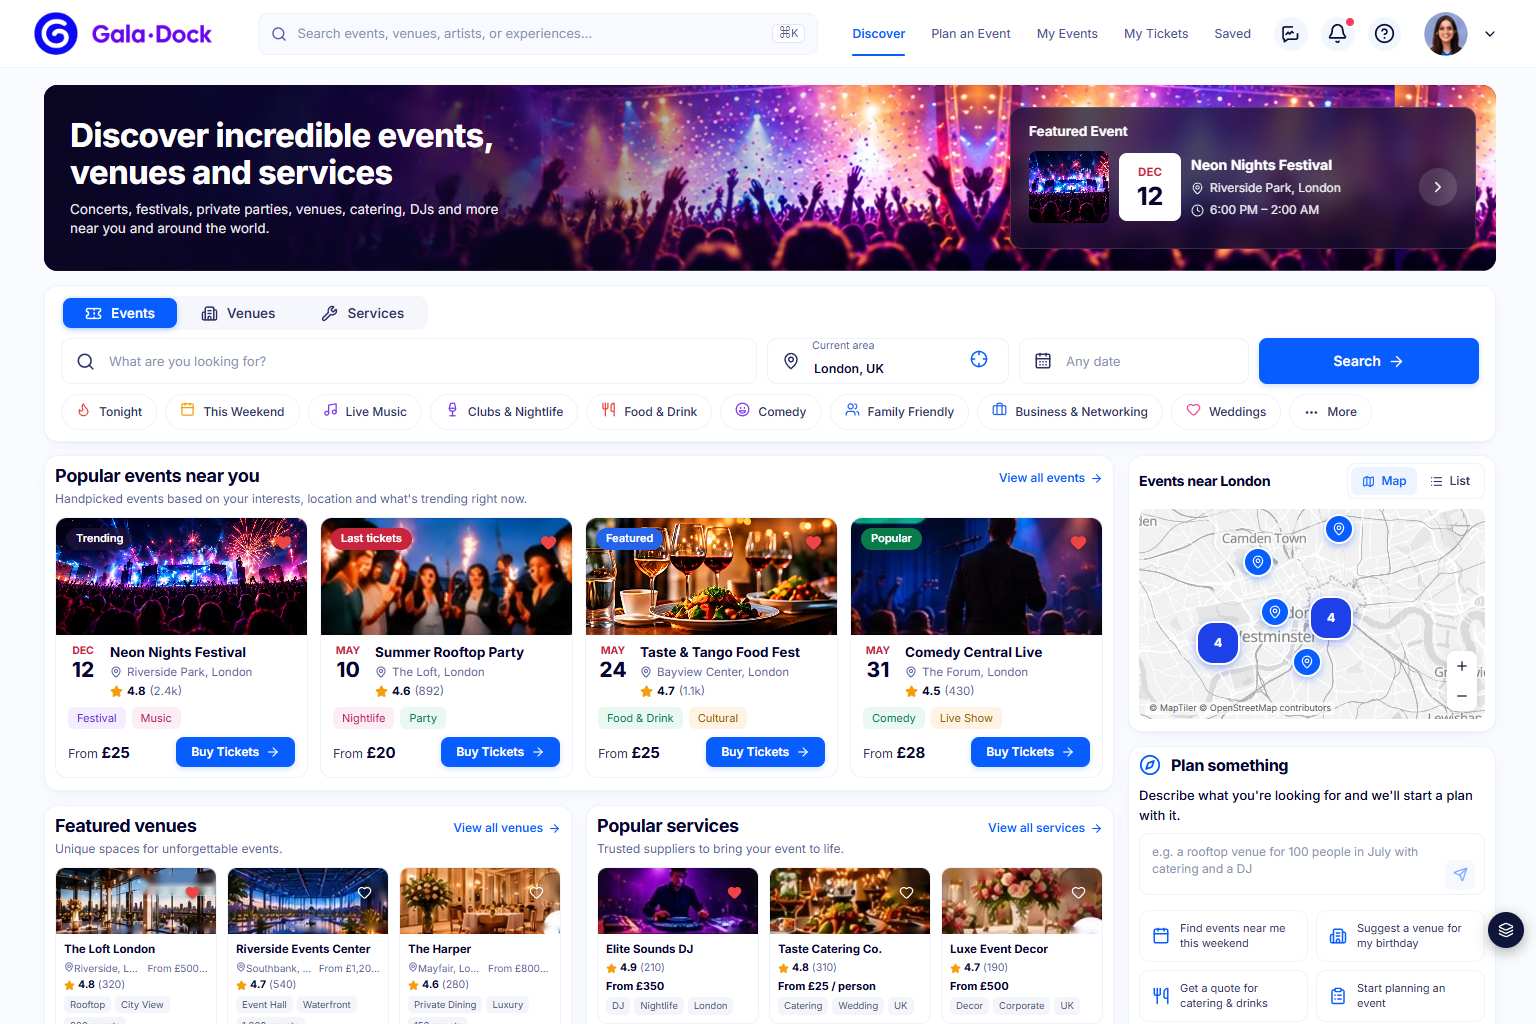 Gala·Dock
Search events, venues, artists, or experiences...
⌘K
Discover
Plan an Event
My Events
My Tickets
Saved
Discover incredible events,
venues and services
Concerts, festivals, private parties, venues, catering, DJs and more
near you and around the world.
Featured Event
DEC
12
Neon Nights Festival
Riverside Park, London
6:00 PM – 2:00 AM
Events
Venues
Services
What are you looking for?
Current area
London, UK
Any date
Search
Tonight
This Weekend
Live Music
Clubs & Nightlife
Food & Drink
Comedy
Family Friendly
Business & Networking
Weddings
More
Popular events near you
View all events
Handpicked events based on your interests, location and what's trending right now.
Trending
DEC
12
Neon Nights Festival
Riverside Park, London
4.8 (2.4k)
Festival
Music
From £25
Buy Tickets
Last tickets
MAY
10
Summer Rooftop Party
The Loft, London
4.6 (892)
Nightlife
Party
From £20
Buy Tickets
Featured
MAY
24
Taste & Tango Food Fest
Bayview Center, London
4.7 (1.1k)
Food & Drink
Cultural
From £25
Buy Tickets
Popular
MAY
31
Comedy Central Live
The Forum, London
4.5 (430)
Comedy
Live Show
From £28
Buy Tickets
Events near London
Map
List
Camden Town
4
4
+
−
© MapTiler © OpenStreetMap contributors
Plan something
Describe what you're looking for and we'll start a plan
with it.
e.g. a rooftop venue for 100 people in July with
catering and a DJ
Find events near me
this weekend
Suggest a venue for
my birthday
Get a quote for
catering & drinks
Start planning an
event
Featured venues
View all venues
Unique spaces for unforgettable events.
The Loft London
Riverside, L... From £500...
4.8 (320)
Rooftop
City View
Riverside Events Center
Southbank, ... From £1,20...
4.7 (540)
Event Hall
Waterfront
The Harper
Mayfair, Lo... From £800...
4.6 (280)
Private Dining
Luxury
Popular services
View all services
Trusted suppliers to bring your event to life.
Elite Sounds DJ
4.9 (210)
From £350
DJ
Nightlife
London
Taste Catering Co.
4.8 (310)
From £25 / person
Catering
Wedding
UK
Luxe Event Decor
4.7 (190)
From £500
Decor
Corporate
UK